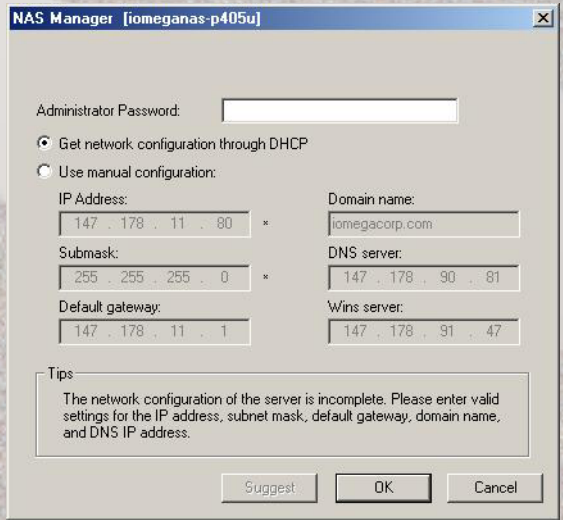 NAS Manager [iomeganas-p405u]
Administrator Password:
Get network configuration through DHCP
Use manual configuration:
IP Address:
147 . 178 . 11 . 80 *
Domain name:
iomegacorp.com
Submask:
255 . 255 . 255 . 0 *
DNS server:
147 . 178 . 90 . 81
Default gateway:
147 . 178 . 11 . 1
Wins server:
147 . 178 . 91 . 47
Tips
The network configuration of the server is incomplete. Please enter valid
settings for the IP address, subnet mask, default gateway, domain name,
and DNS IP address.
Suggest
OK
Cancel